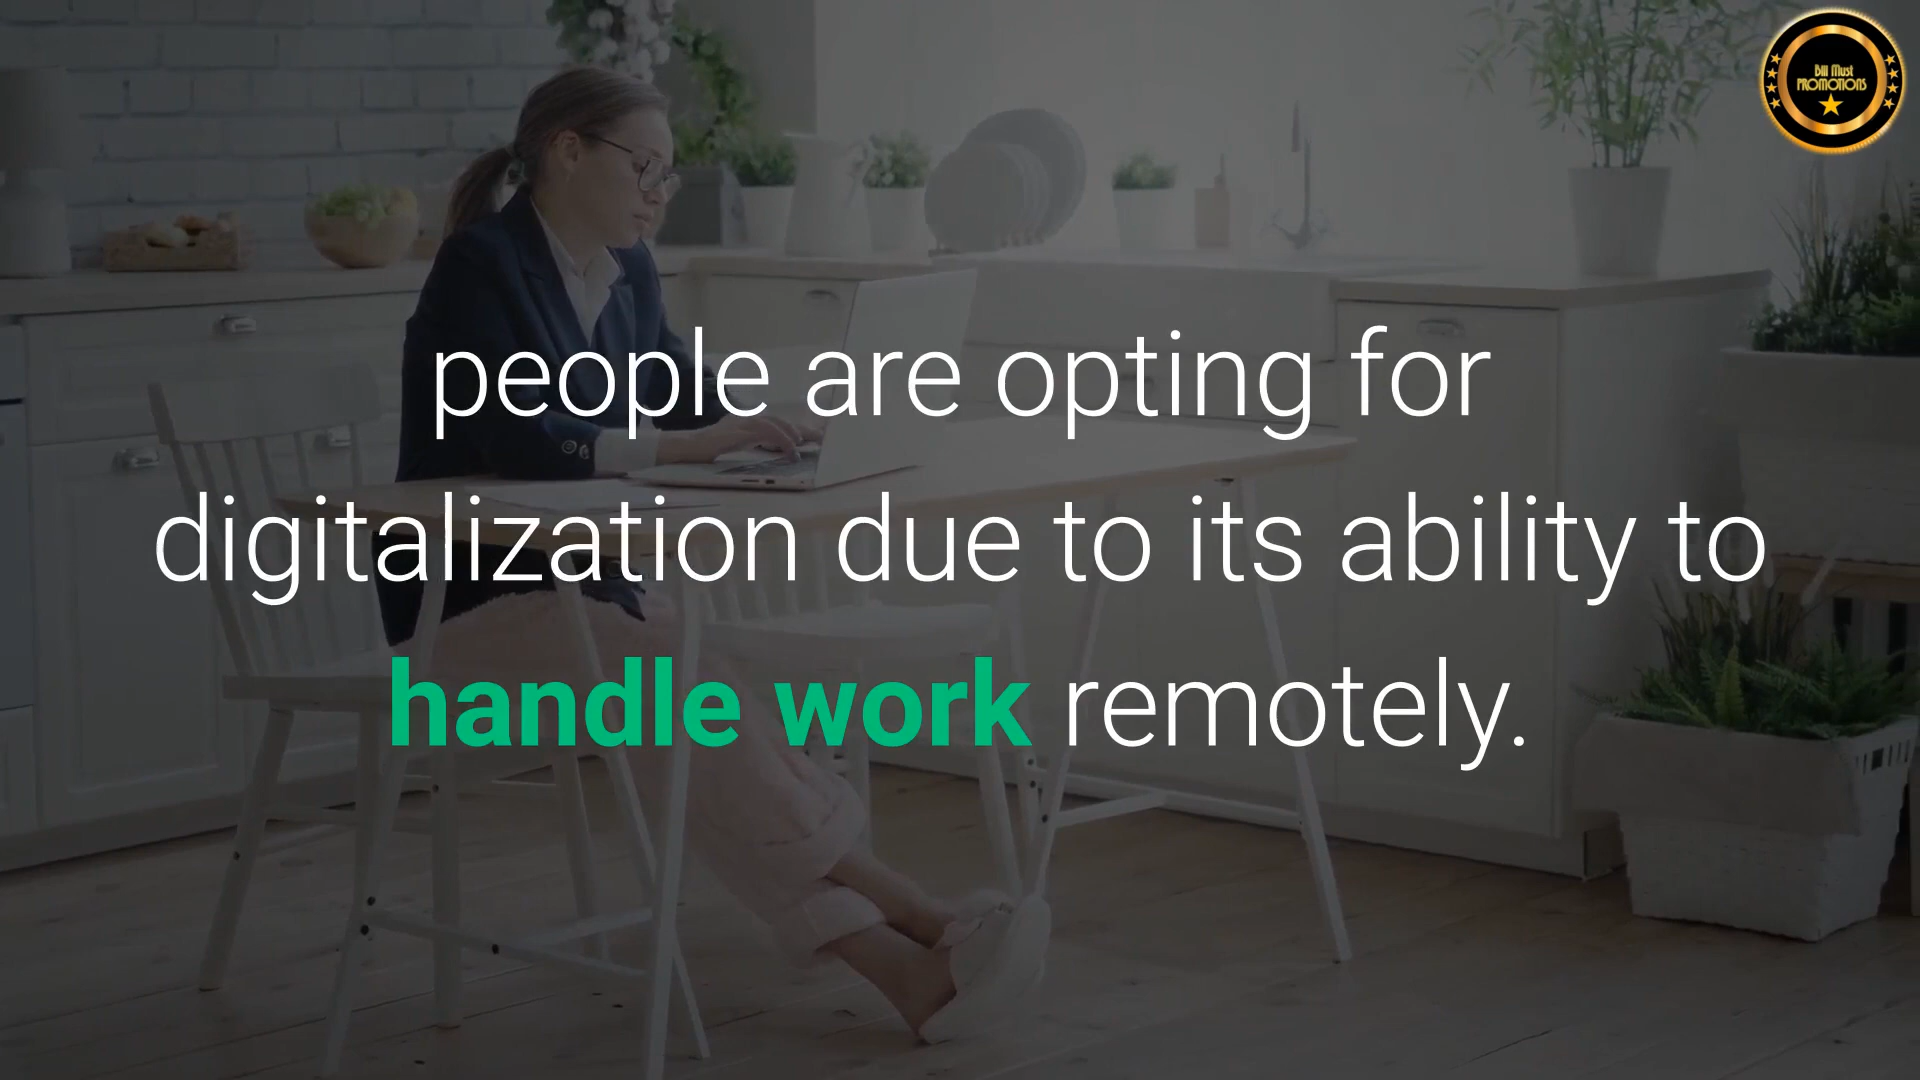 Bill Must
PROMOTIONS
people are opting for
digitalization due to its ability to
handle work remotely.